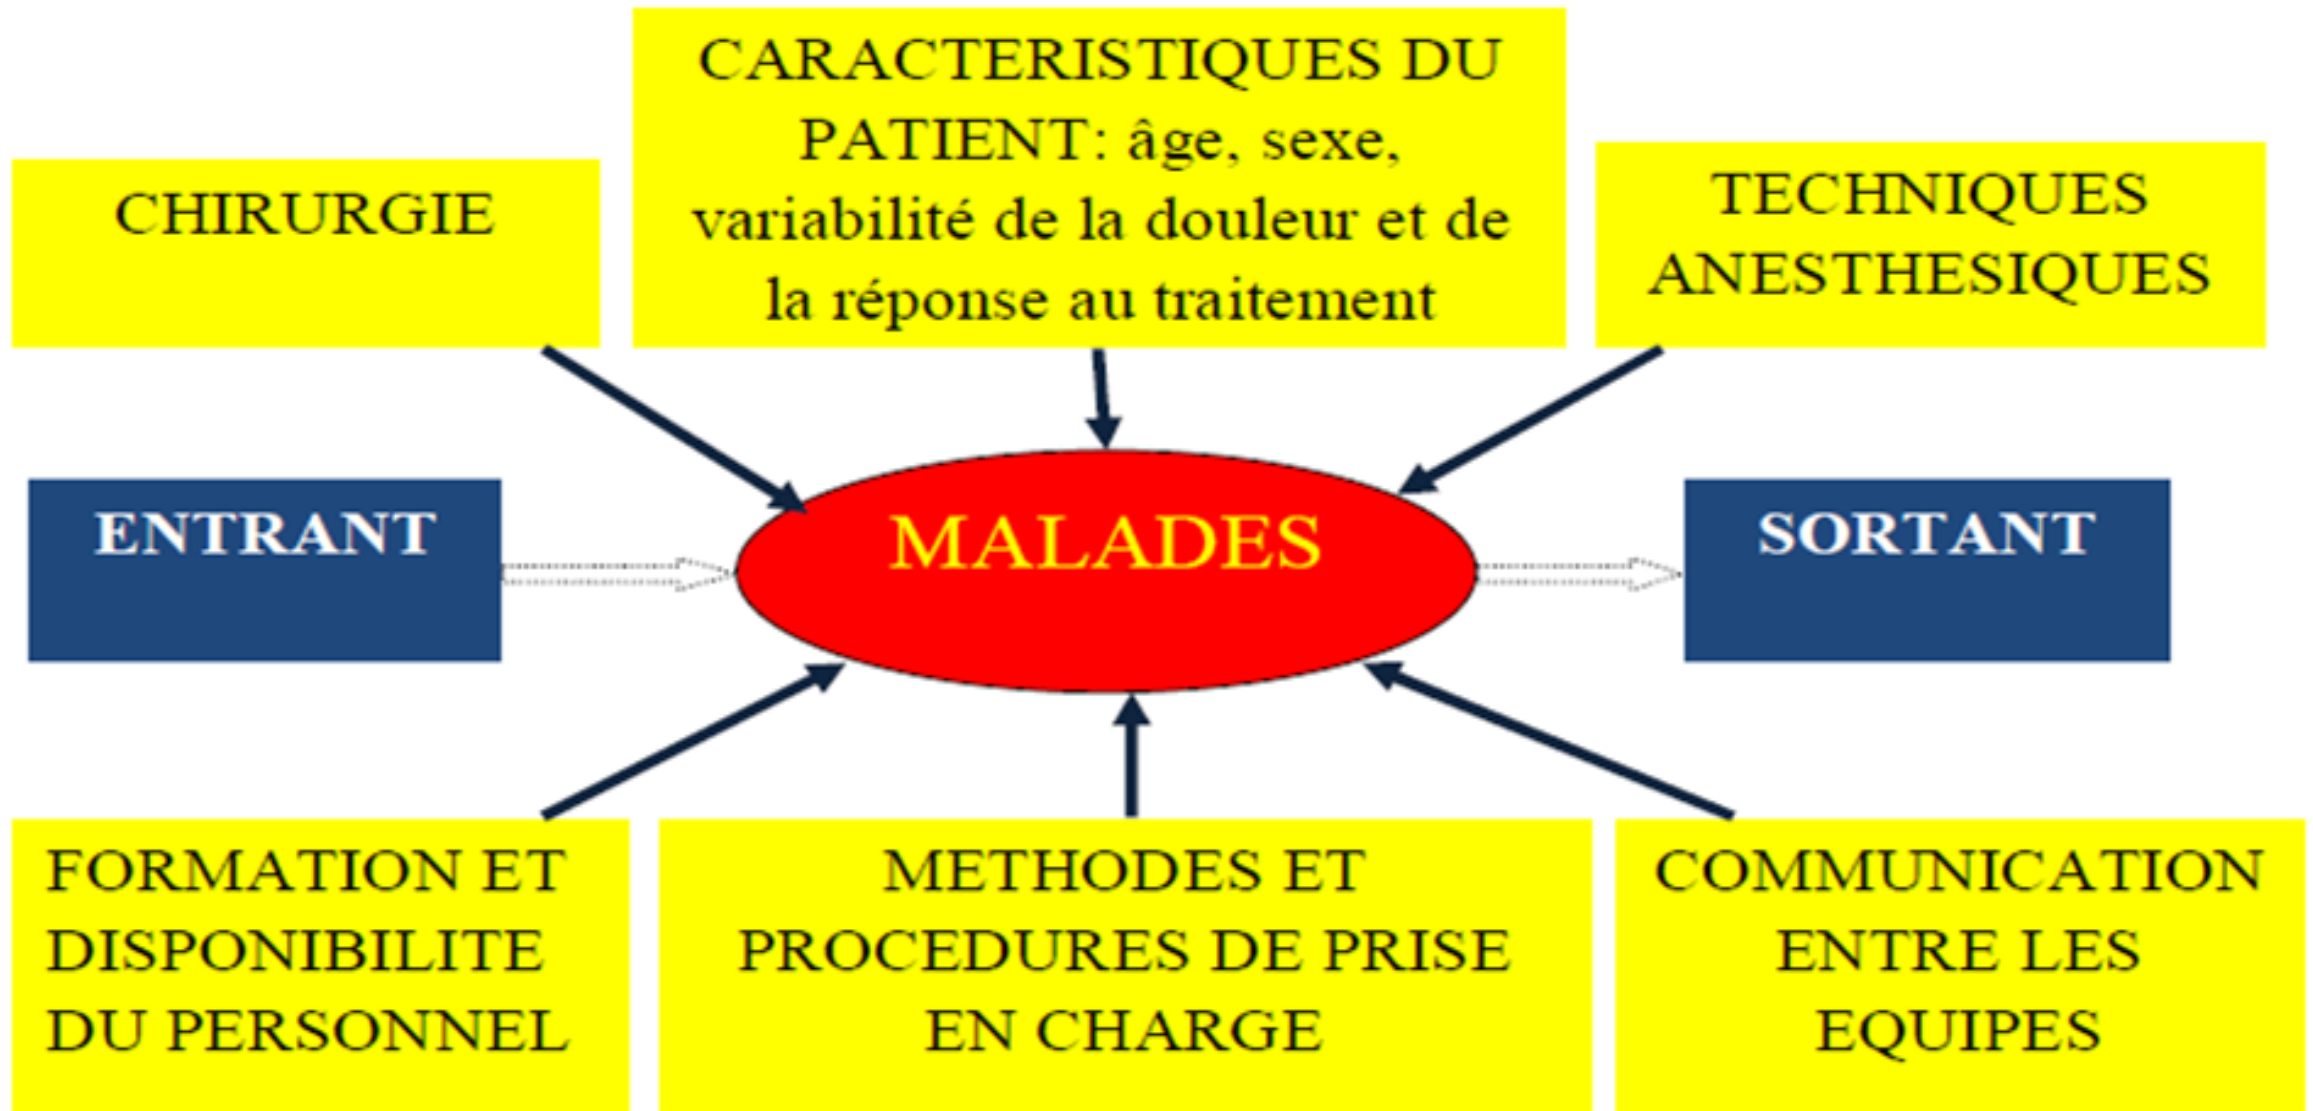 CHIRURGIE
CARACTERISTIQUES DU
PATIENT: âge, sexe,
variabilité de la douleur et de
la réponse au traitement
TECHNIQUES
ANESTHESIQUES
ENTRANT
MALADES
SORTANT
FORMATION ET
DISPONIBILITE
DU PERSONNEL
METHODES ET
PROCEDURES DE PRISE
EN CHARGE
COMMUNICATION
ENTRE LES
EQUIPES